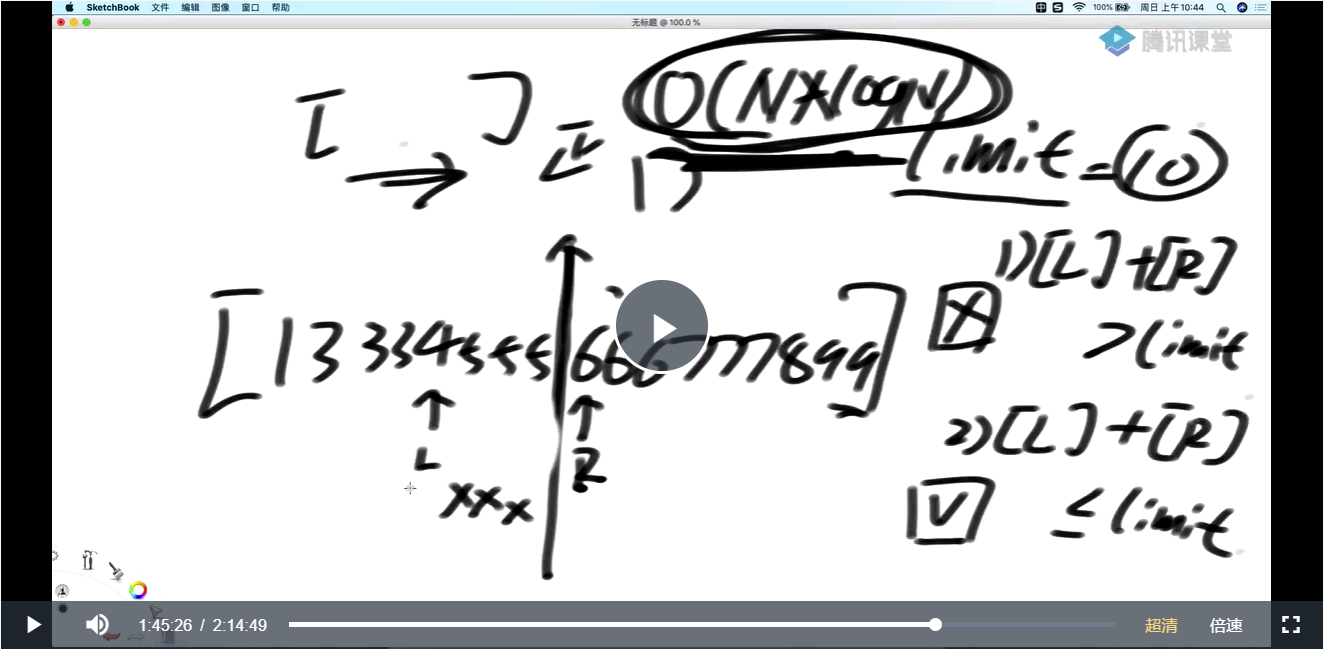 SketchBook 文件 编辑 图像 窗口 帮助 100% 周日 上午10:44
无标题 @ 100.0 %
腾讯课堂
[ ] O(N*logN)
limit = 10
1) [L] + [R]
> limit
[1 3 3 3 4 5 5 5 6 6 6 7 7 7 8 9 9]
L R
x x x
2) [L] + [R]
≤ limit
1:45:26 / 2:14:49 超清 倍速